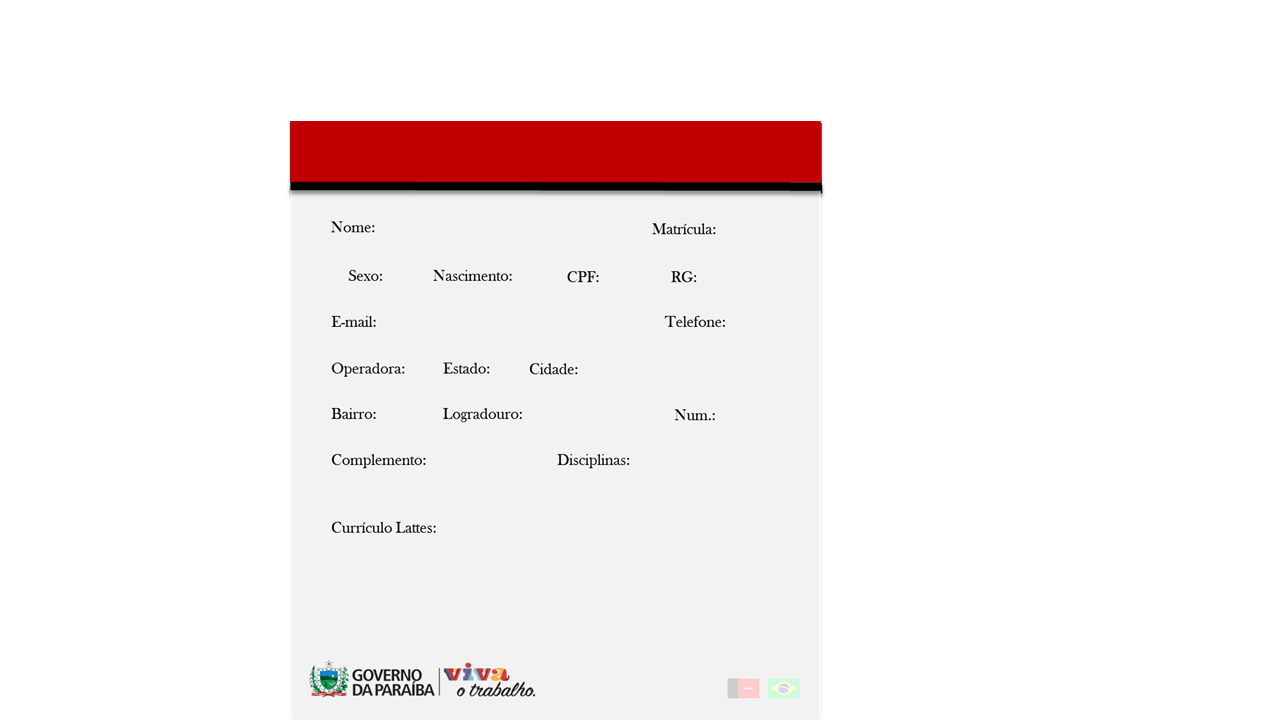 Nome: Matrícula:
Sexo: Nascimento: CPF: RG:
E-mail: Telefone:
Operadora: Estado: Cidade:
Bairro: Logradouro: Num.:
Complemento: Disciplinas:
Currículo Lattes:
GOVERNO
DA PARAÍBA
viva
o trabalho.